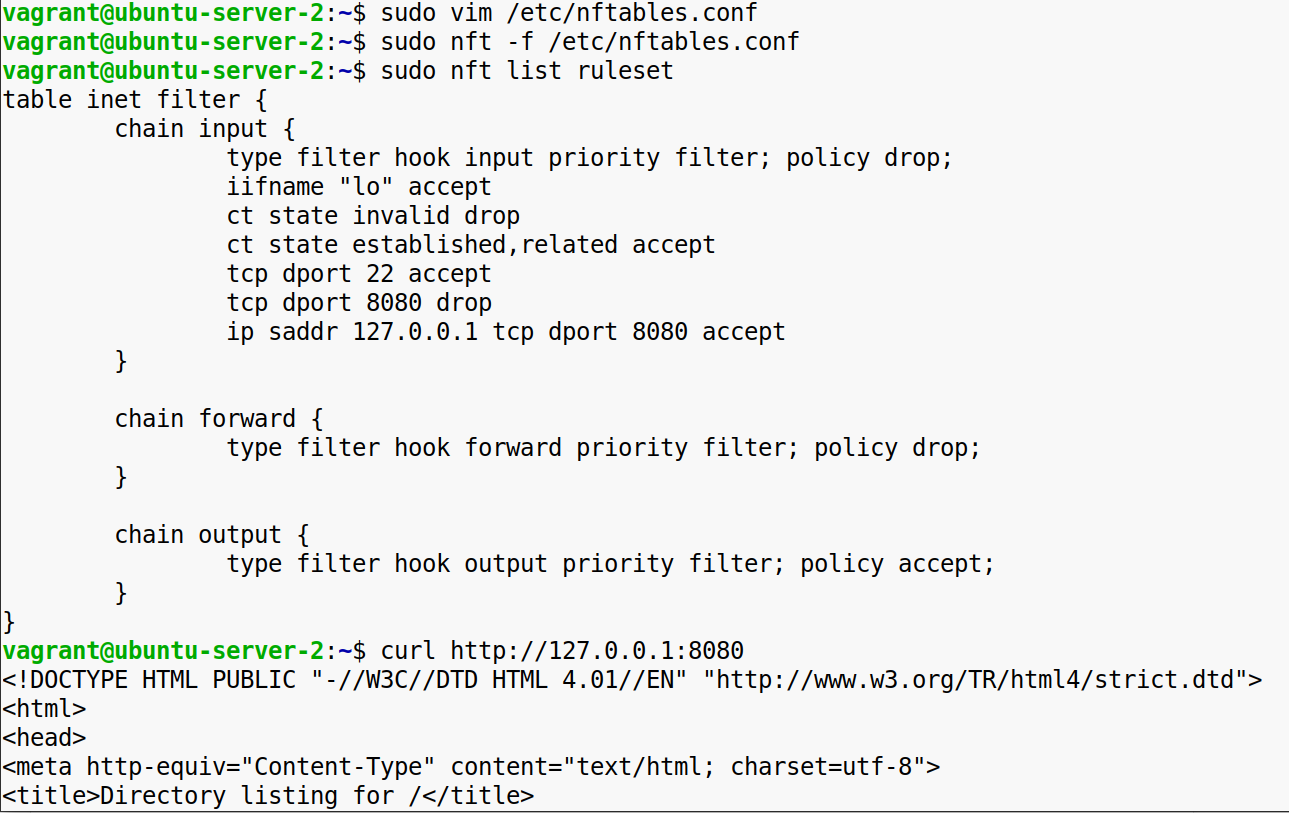 vagrant@ubuntu-server-2:~$ sudo vim /etc/nftables.conf
vagrant@ubuntu-server-2:~$ sudo nft -f /etc/nftables.conf
vagrant@ubuntu-server-2:~$ sudo nft list ruleset
table inet filter {
        chain input {
                type filter hook input priority filter; policy drop;
                iifname "lo" accept
                ct state invalid drop
                ct state established,related accept
                tcp dport 22 accept
                tcp dport 8080 drop
                ip saddr 127.0.0.1 tcp dport 8080 accept
        }

        chain forward {
                type filter hook forward priority filter; policy drop;
        }

        chain output {
                type filter hook output priority filter; policy accept;
        }
}
vagrant@ubuntu-server-2:~$ curl http://127.0.0.1:8080
<!DOCTYPE HTML PUBLIC "-//W3C//DTD HTML 4.01//EN" "http://www.w3.org/TR/html4/strict.dtd">
<html>
<head>
<meta http-equiv="Content-Type" content="text/html; charset=utf-8">
<title>Directory listing for /</title>